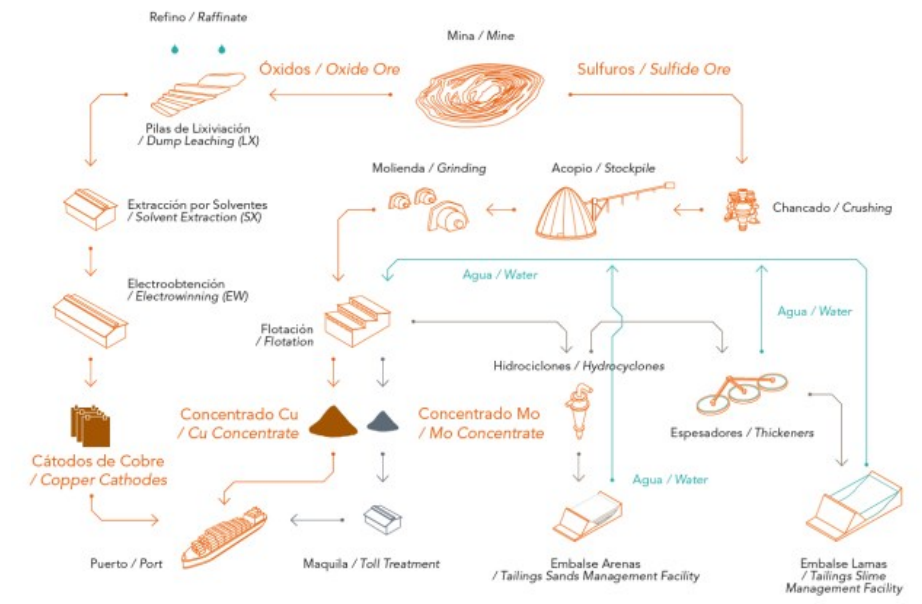 Refino / Raffinate
Mina / Mine
Óxidos / Oxide Ore
Sulfuros / Sulfide Ore
Pilas de Lixiviación
/ Dump Leaching (LX)
Molienda / Grinding
Acopio / Stockpile
Extracción por Solventes
/ Solvent Extraction (SX)
Chancado / Crushing
Agua / Water
Electroobtención
/ Electrowinning (EW)
Agua / Water
Flotación
/ Flotation
Hidrociclones / Hydrocyclones
Concentrado Cu
/ Cu Concentrate
Concentrado Mo
/ Mo Concentrate
Espesadores / Thickeners
Cátodos de Cobre
/ Copper Cathodes
Agua / Water
Puerto / Port
Maquila / Toll Treatment
Embalse Arenas
/ Tailings Sands Management Facility
Embalse Lamas
/ Tailings Slime
Management Facility